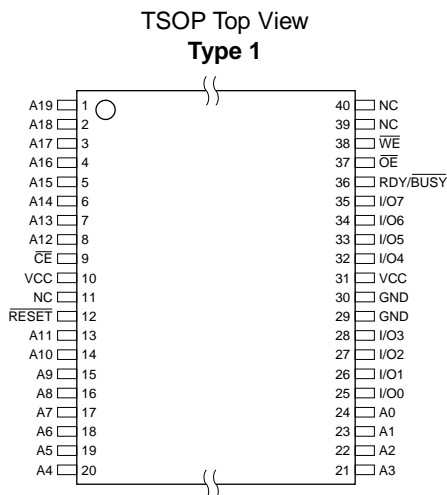 TSOP Top View
Type 1
A19 1 40 NC
A18 2 39 NC
A17 3 38 WE
A16 4 37 OE
A15 5 36 RDY/BUSY
A14 6 35 I/O7
A13 7 34 I/O6
A12 8 33 I/O5
CE 9 32 I/O4
VCC 10 31 VCC
NC 11 30 GND
RESET 12 29 GND
A11 13 28 I/O3
A10 14 27 I/O2
A9 15 26 I/O1
A8 16 25 I/O0
A7 17 24 A0
A6 18 23 A1
A5 19 22 A2
A4 20 21 A3